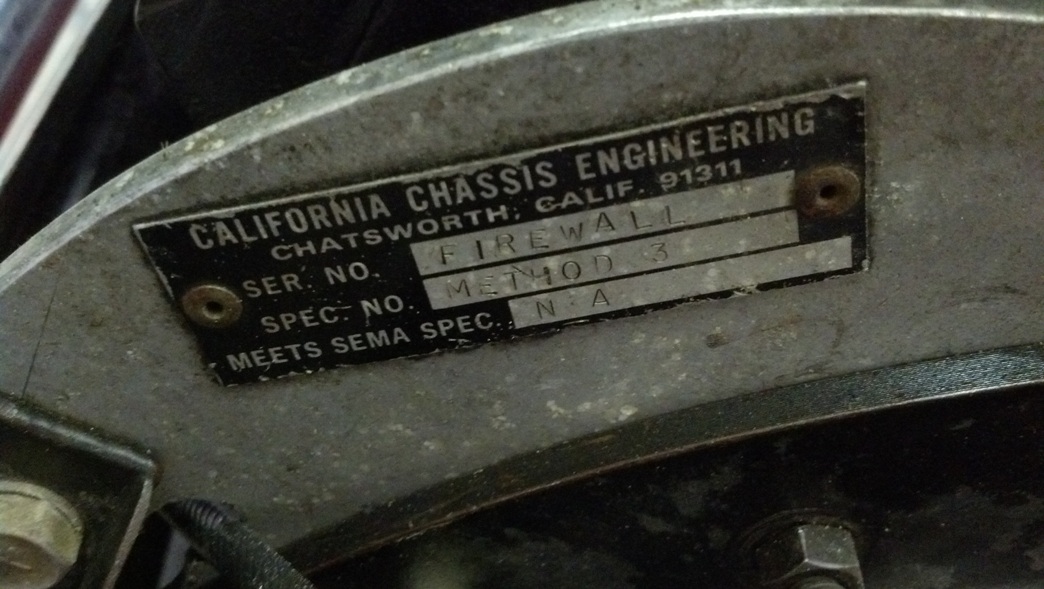 CALIFORNIA CHASSIS ENGINEERING
CHATSWORTH, CALIF. 91311
SER. NO. FIREWALL
SPEC. NO. METHOD 3
MEETS SEMA SPEC. N A